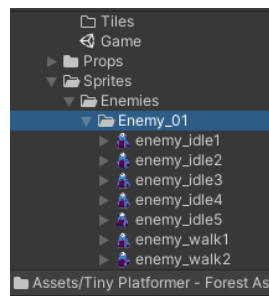 Tiles
Game
Props
Sprites
Enemies
Enemy_01
enemy_idle1
enemy_idle2
enemy_idle3
enemy_idle4
enemy_idle5
enemy_walk1
enemy_walk2
Assets/Tiny Platformer - Forest As